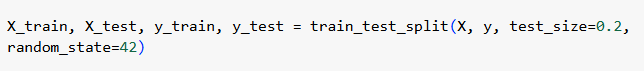 X_train, X_test, y_train, y_test = train_test_split(X, y, test_size=0.2,
random_state=42)